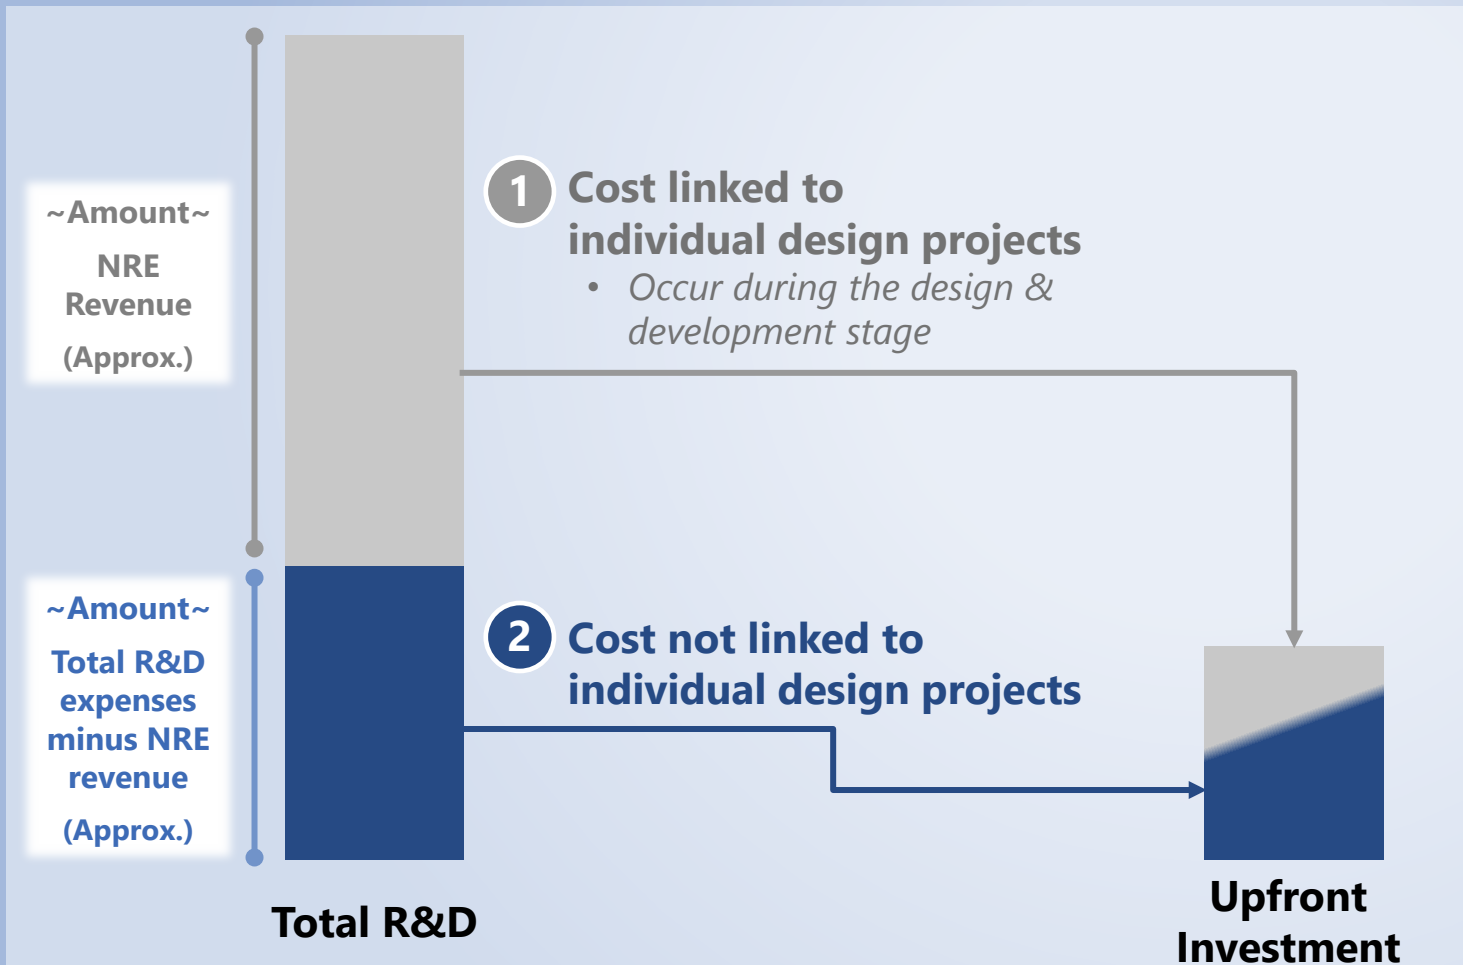 ~Amount~
NRE
Revenue
(Approx.)
1
Cost linked to
individual design projects
• Occur during the design &
development stage
~Amount~
Total R&D
expenses
minus NRE
revenue
(Approx.)
2
Cost not linked to
individual design projects
Total R&D
Upfront
Investment